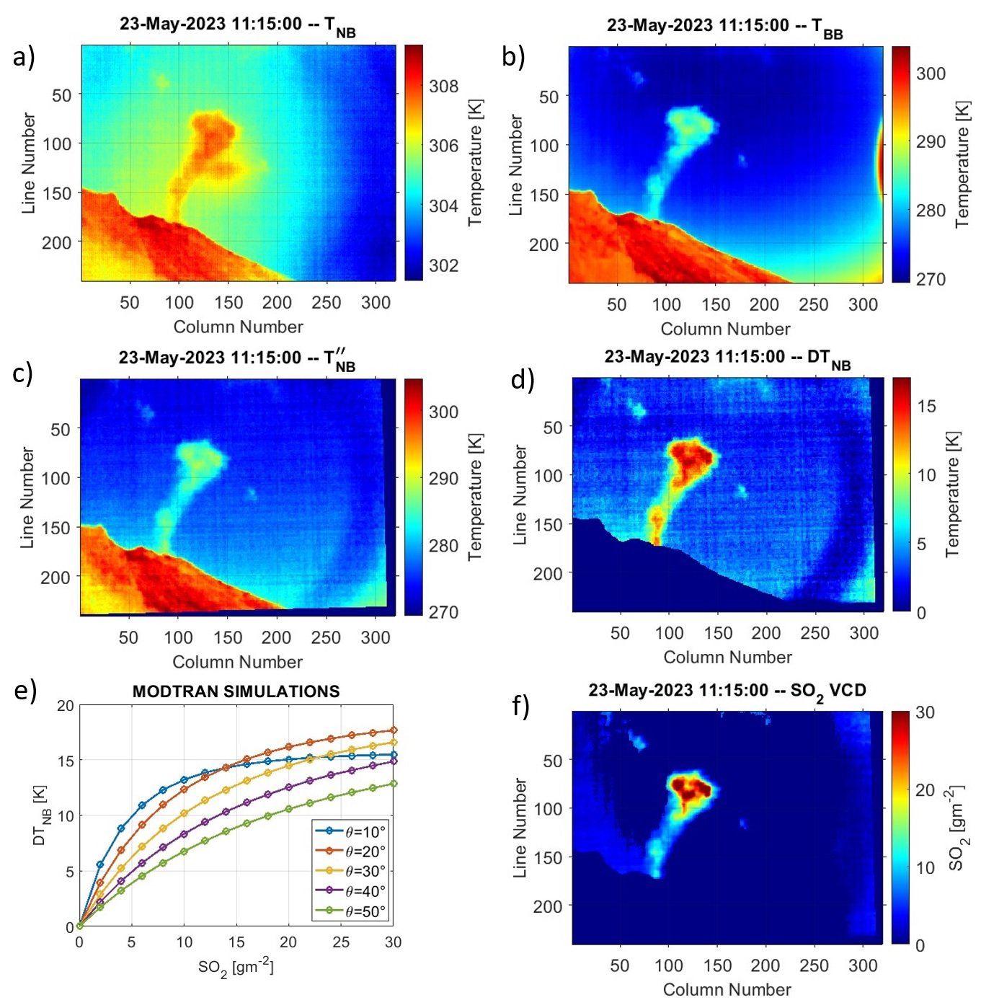 a)
23-May-2023 11:15:00 -- T_NB
50
100
150
200
Line Number
50 100 150 200 250 300
Column Number
308
306
304
302
Temperature [K]
b)
23-May-2023 11:15:00 -- T_BB
50
100
150
200
Line Number
50 100 150 200 250 300
Column Number
300
290
280
270
Temperature [K]
c)
23-May-2023 11:15:00 -- T″_NB
50
100
150
200
Line Number
50 100 150 200 250 300
Column Number
300
290
280
270
Temperature [K]
d)
23-May-2023 11:15:00 -- DT_NB
50
100
150
200
Line Number
50 100 150 200 250 300
Column Number
15
10
5
0
Temperature [K]
e)
MODTRAN SIMULATIONS
20
15
10
5
0
DT_NB [K]
0 5 10 15 20 25 30
SO₂ [gm⁻²]
θ=10°
θ=20°
θ=30°
θ=40°
θ=50°
f)
23-May-2023 11:15:00 -- SO₂ VCD
50
100
150
200
Line Number
50 100 150 200 250 300
Column Number
30
20
10
0
SO₂ [gm⁻²]